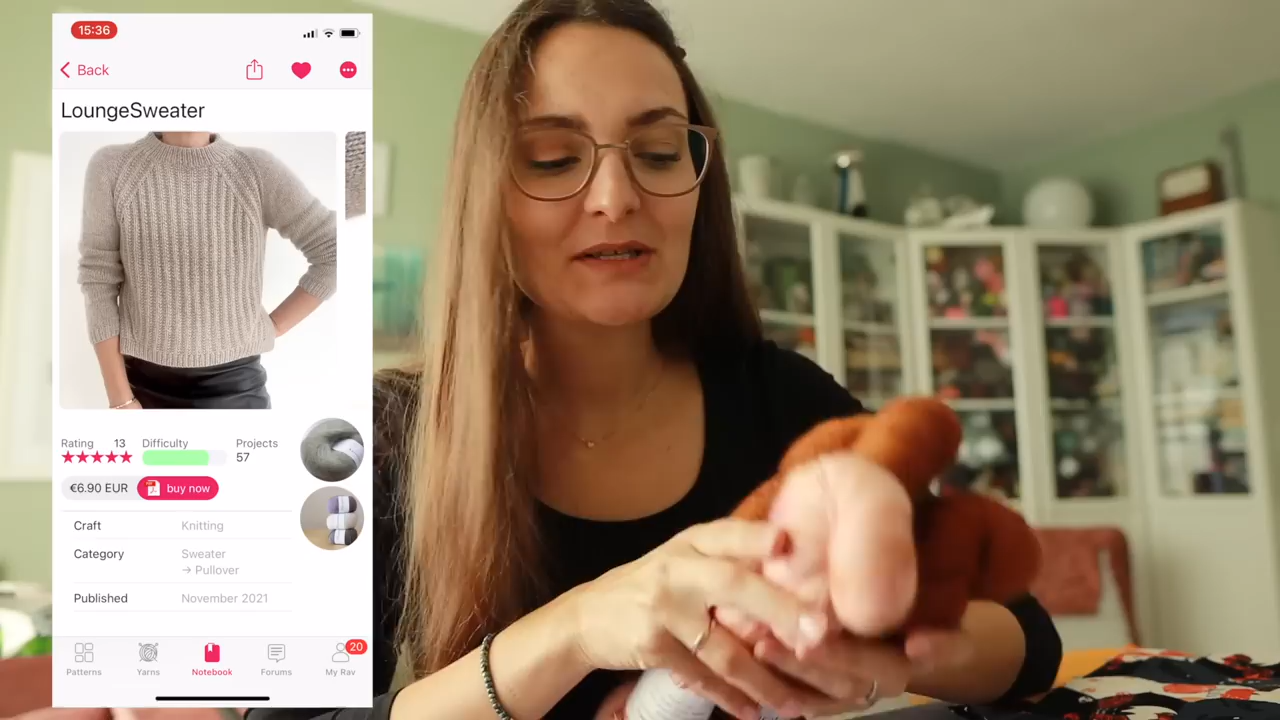 15:36
Back
LoungeSweater
Rating 13 Difficulty Projects
57
€6.90 EUR buy now
Craft Knitting
Category Sweater
→ Pullover
Published November 2021
20
Patterns Yarns Notebook Forums My Rav